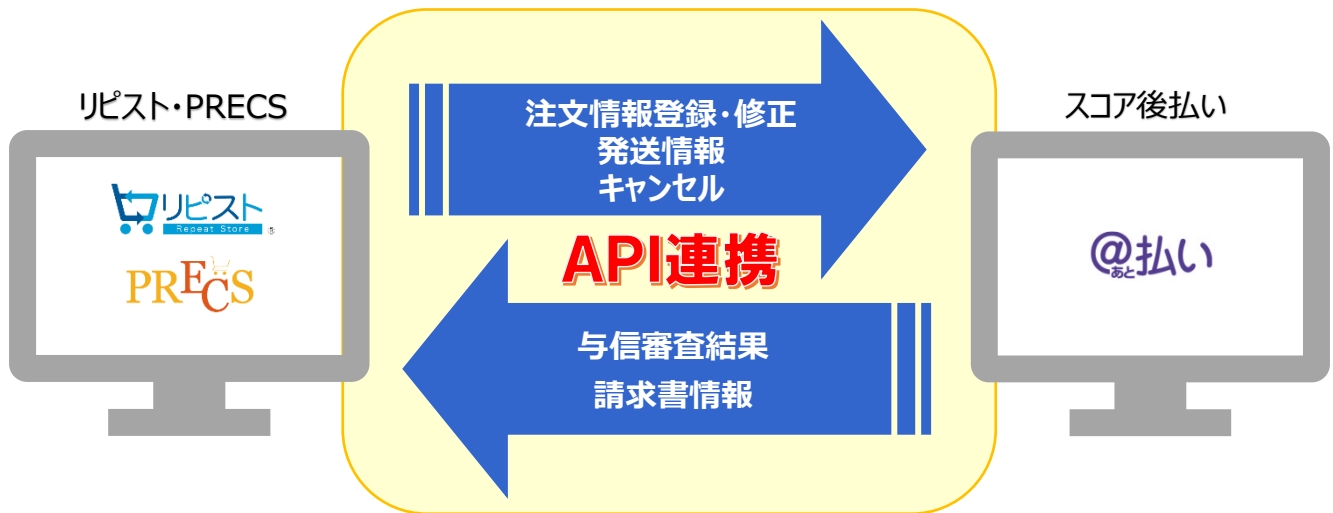 リピスト・PRECS
リピスト
Repeat Store ®
PRECS
注文情報登録・修正
発送情報
キャンセル
API連携
与信審査結果
請求書情報
スコア後払い
@払い
あと